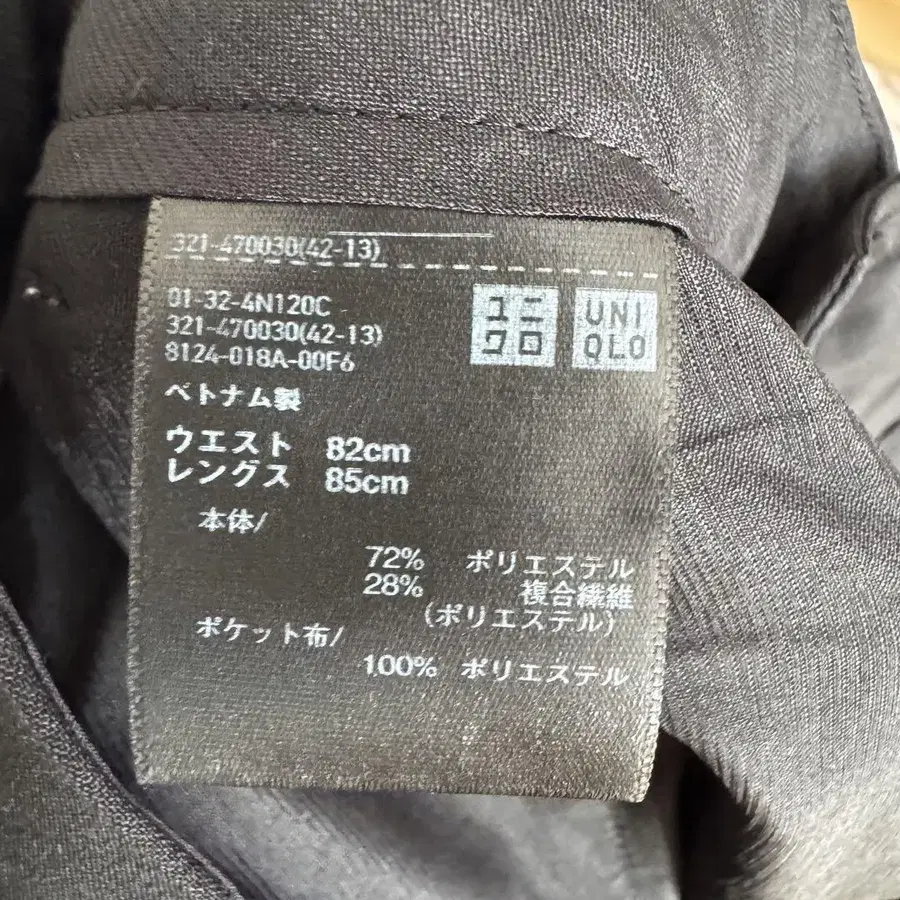 321-470030(42-13)
01-32-4N120C
321-470030(42-13)
8124-018A-00F6
ユニ
クロ
UNI
QLO
ベトナム製
ウエスト 82cm
レングス 85cm
本体/
72% ポリエステル
28% 複合繊維
(ポリエステル)
ポケット布/
100% ポリエステル